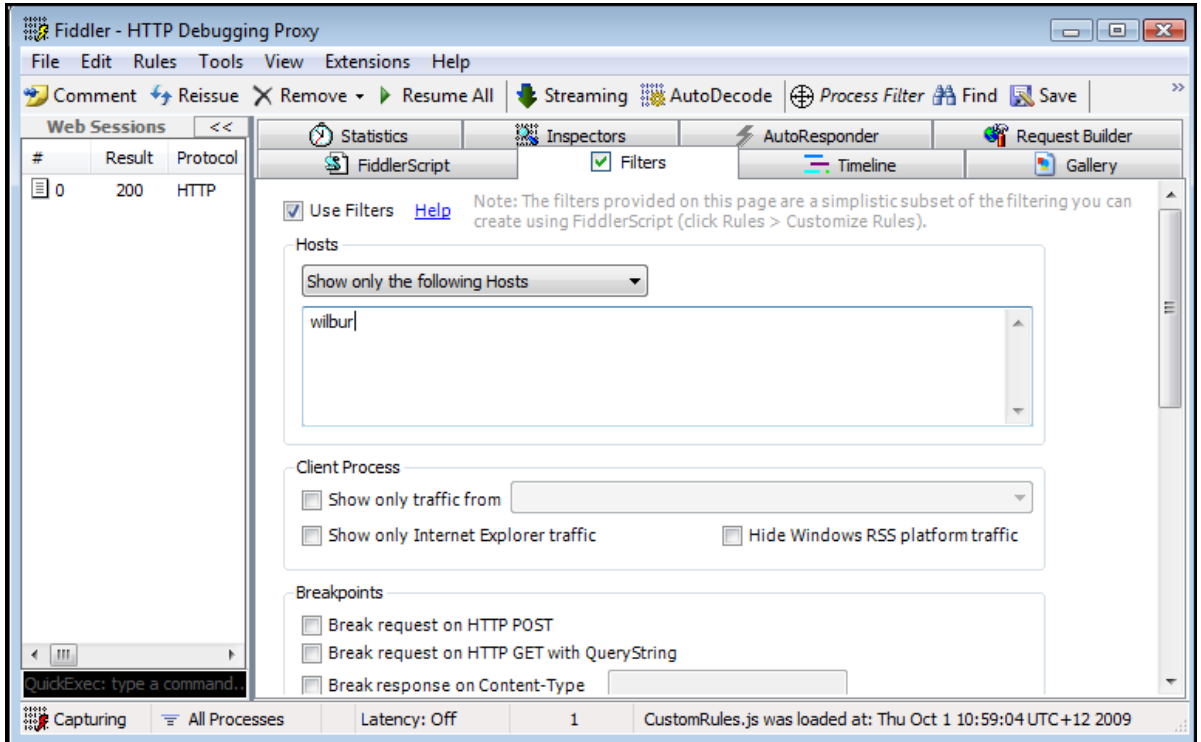 Fiddler - HTTP Debugging Proxy
File Edit Rules Tools View Extensions Help
Comment Reissue Remove Resume All Streaming AutoDecode Process Filter Find Save »
Web Sessions <<
# Result Protocol
0 200 HTTP
QuickExec: type a command..
Statistics Inspectors AutoResponder Request Builder
FiddlerScript Filters Timeline Gallery
Use Filters Help Note: The filters provided on this page are a simplistic subset of the filtering you can
create using FiddlerScript (click Rules > Customize Rules).
Hosts
Show only the following Hosts
wilbur
Client Process
Show only traffic from
Show only Internet Explorer traffic Hide Windows RSS platform traffic
Breakpoints
Break request on HTTP POST
Break request on HTTP GET with QueryString
Break response on Content-Type
Capturing All Processes Latency: Off 1 CustomRules.js was loaded at: Thu Oct 1 10:59:04 UTC+12 2009